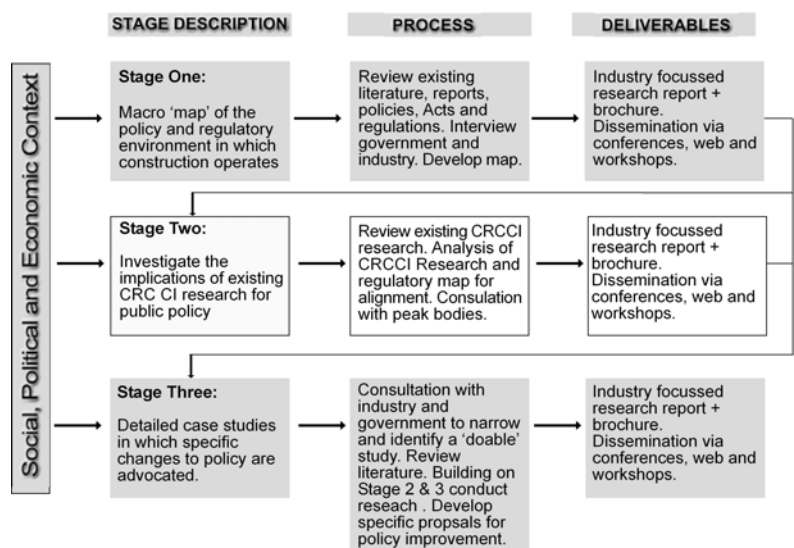 STAGE DESCRIPTION
PROCESS
DELIVERABLES
Social, Political and Economic Context
Stage One:
Macro ‘map’ of the
policy and regulatory
environment in which
construction operates
Review existing
literature, reports,
policies, Acts and
regulations. Interview
government and
industry. Develop map.
Industry focussed
research report +
brochure.
Dissemination via
conferences, web and
workshops.
Stage Two:
Investigate the
implications of existing
CRC CI research for
public policy
Review existing CRCCI
research. Analysis of
CRCCI Research and
regulatory map for
alignment. Consulation
with peak bodies.
Industry focussed
research report +
brochure.
Dissemination via
conferences, web and
workshops.
Stage Three:
Detailed case studies
in which specific
changes to policy are
advocated.
Consultation with
industry and
government to narrow
and identify a ‘doable’
study. Review
literature. Building on
Stage 2 & 3 conduct
reseach . Develop
specific propsals for
policy improvement.
Industry focussed
research report +
brochure.
Dissemination via
conferences, web and
workshops.